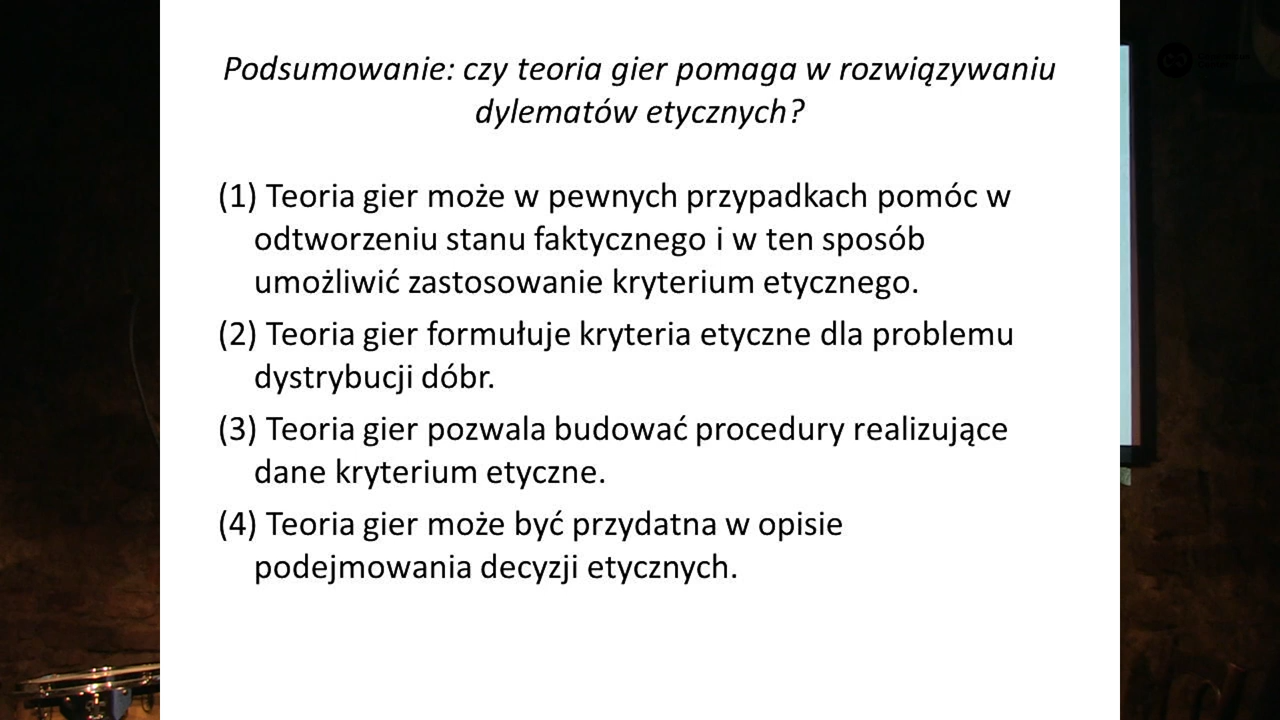 Podsumowanie: czy teoria gier pomaga w rozwiązywaniu
dylematów etycznych?
(1) Teoria gier może w pewnych przypadkach pomóc w
odtworzeniu stanu faktycznego i w ten sposób
umożliwić zastosowanie kryterium etycznego.
(2) Teoria gier formułuje kryteria etyczne dla problemu
dystrybucji dóbr.
(3) Teoria gier pozwala budować procedury realizujące
dane kryterium etyczne.
(4) Teoria gier może być przydatna w opisie
podejmowania decyzji etycznych.